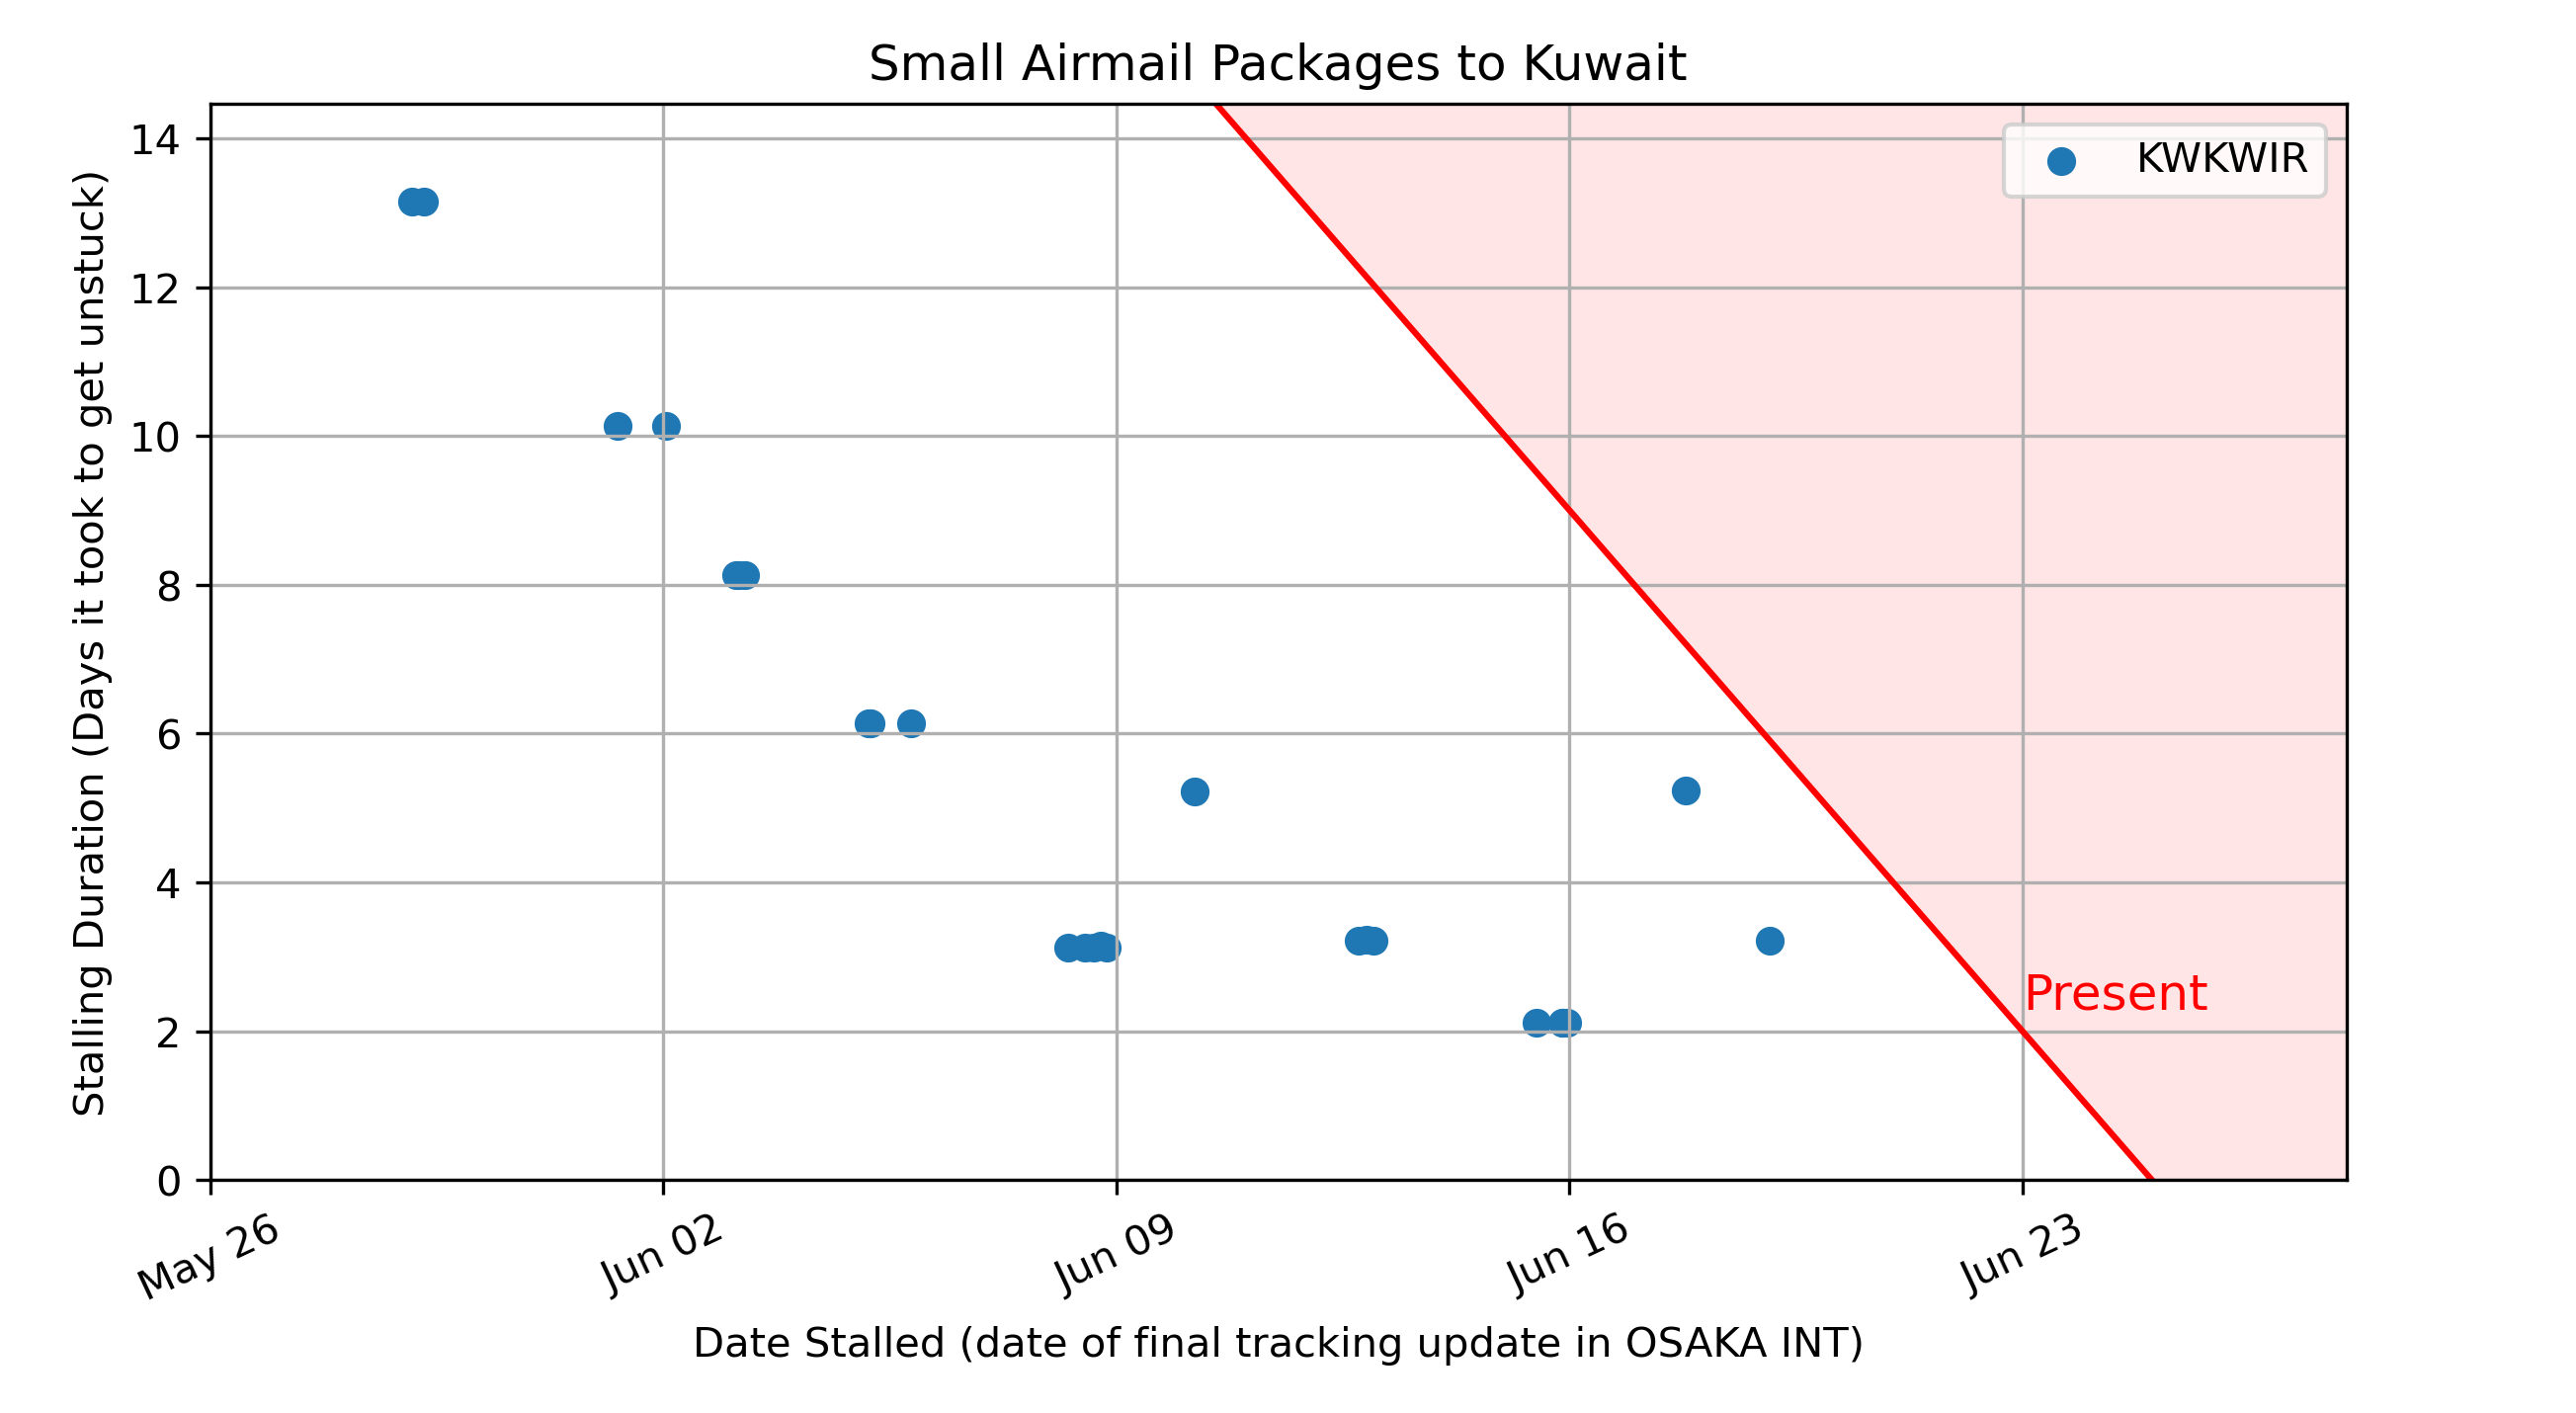 Small Airmail Packages to Kuwait
KWKWIR
Stalling Duration (Days it took to get unstuck)
14
12
10
8
6
4
2
0
Present
May 26
Jun 02
Jun 09
Jun 16
Jun 23
Date Stalled (date of final tracking update in OSAKA INT)